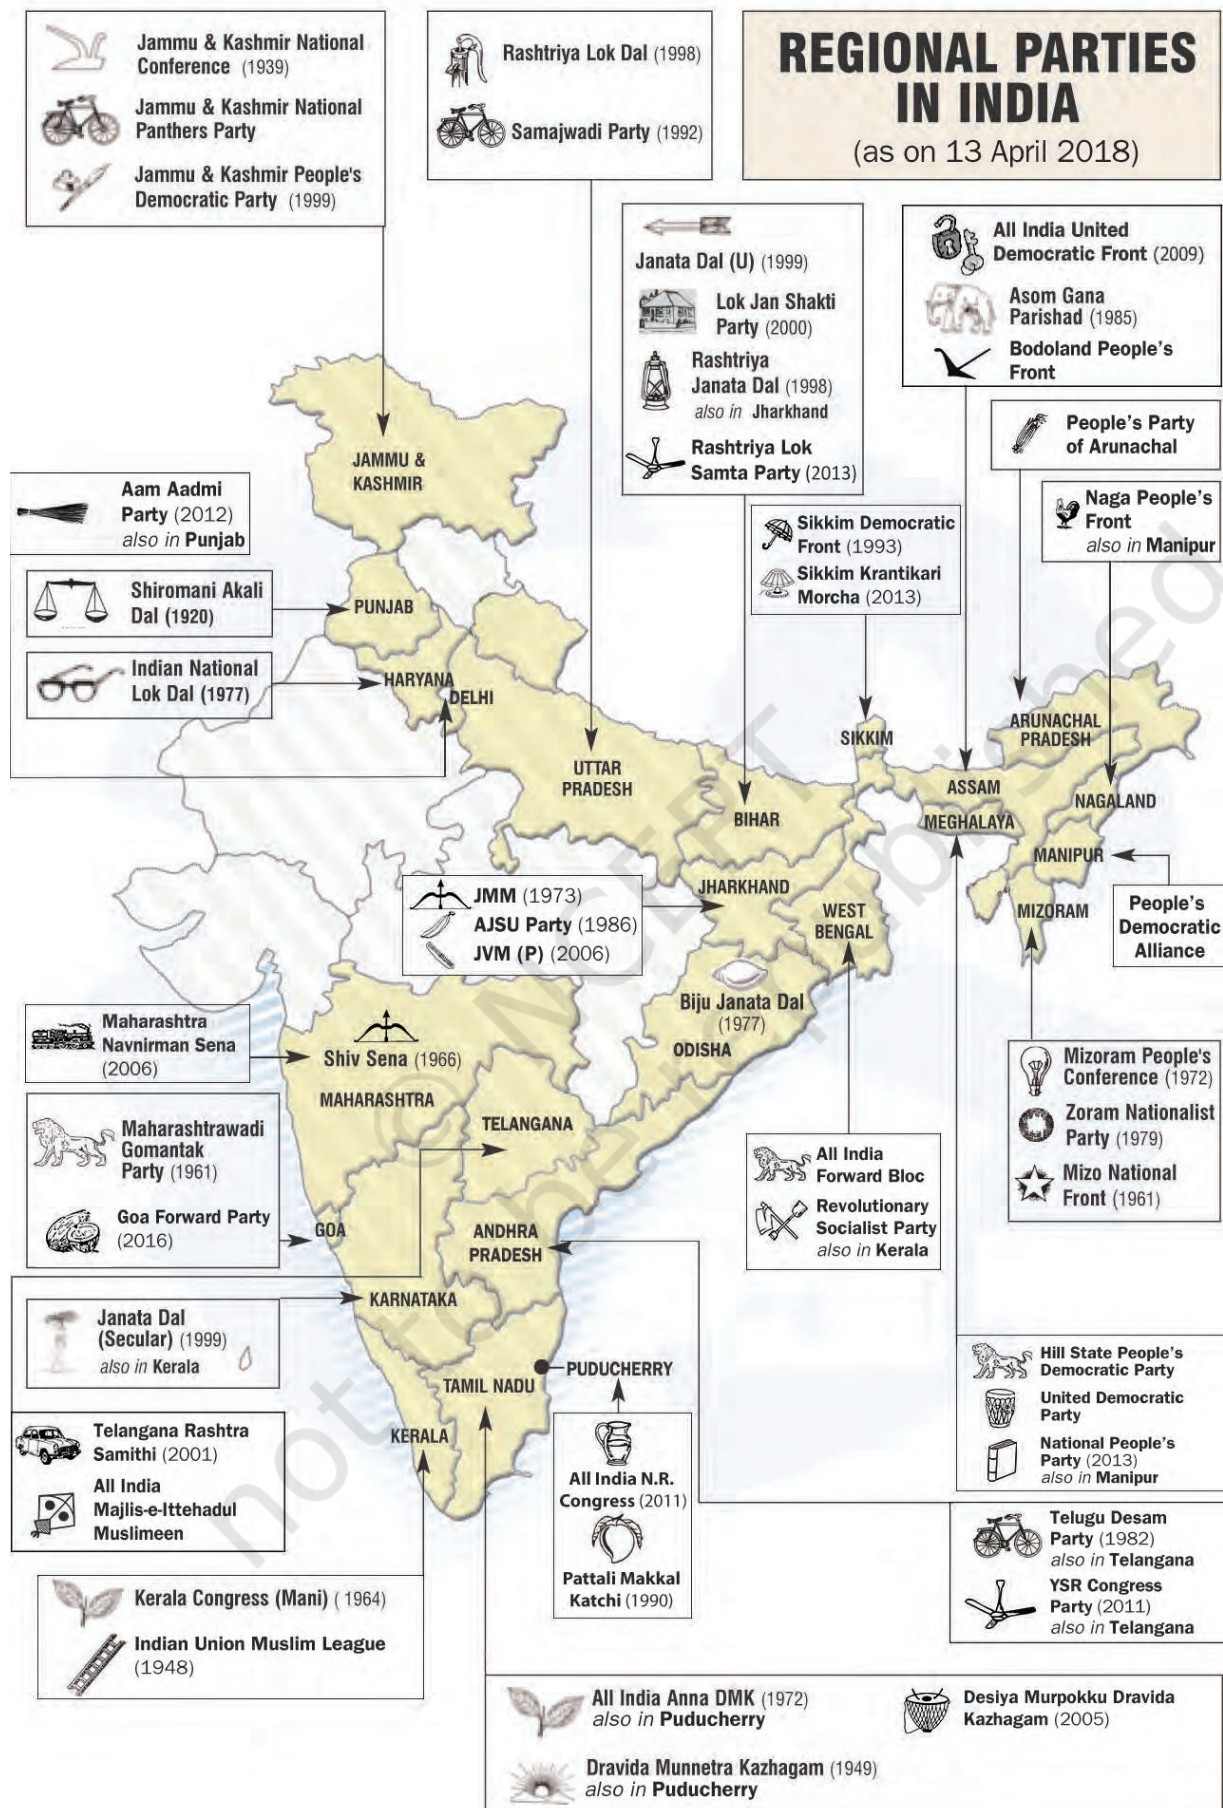 REGIONAL PARTIES
IN INDIA
(as on 13 April 2018)
Jammu & Kashmir National
Conference (1939)
Jammu & Kashmir National
Panthers Party
Jammu & Kashmir People's
Democratic Party (1999)
Rashtriya Lok Dal (1998)
Samajwadi Party (1992)
Janata Dal (U) (1999)
Lok Jan Shakti
Party (2000)
Rashtriya
Janata Dal (1998)
also in Jharkhand
Rashtriya Lok
Samta Party (2013)
All India United
Democratic Front (2009)
Asom Gana
Parishad (1985)
Bodoland People's
Front
People's Party
of Arunachal
Naga People's
Front
also in Manipur
Sikkim Democratic
Front (1993)
Sikkim Krantikari
Morcha (2013)
Aam Aadmi
Party (2012)
also in Punjab
Shiromani Akali
Dal (1920)
Indian National
Lok Dal (1977)
JAMMU &
KASHMIR
PUNJAB
HARYANA
DELHI
UTTAR
PRADESH
BIHAR
SIKKIM
ARUNACHAL
PRADESH
ASSAM
NAGALAND
MEGHALAYA
MANIPUR
MIZORAM
JHARKHAND
WEST
BENGAL
JMM (1973)
AJSU Party (1986)
JVM (P) (2006)
People's
Democratic
Alliance
Biju Janata Dal
(1977)
ODISHA
Maharashtra
Navnirman Sena
(2006)
Shiv Sena (1966)
MAHARASHTRA
TELANGANA
Mizoram People's
Conference (1972)
Zoram Nationalist
Party (1979)
Mizo National
Front (1961)
Maharashtrawadi
Gomantak
Party (1961)
Goa Forward Party
(2016)
GOA
ANDHRA
PRADESH
All India
Forward Bloc
Revolutionary
Socialist Party
also in Kerala
KARNATAKA
Janata Dal
(Secular) (1999)
also in Kerala
PUDUCHERRY
TAMIL NADU
KERALA
Hill State People's
Democratic Party
United Democratic
Party
National People's
Party (2013)
also in Manipur
Telangana Rashtra
Samithi (2001)
All India
Majlis-e-Ittehadul
Muslimeen
All India N.R.
Congress (2011)
Pattali Makkal
Katchi (1990)
Telugu Desam
Party (1982)
also in Telangana
YSR Congress
Party (2011)
also in Telangana
Kerala Congress (Mani) ( 1964)
Indian Union Muslim League
(1948)
All India Anna DMK (1972)
also in Puducherry
Desiya Murpokku Dravida
Kazhagam (2005)
Dravida Munnetra Kazhagam (1949)
also in Puducherry
© NCERT
not to be republished